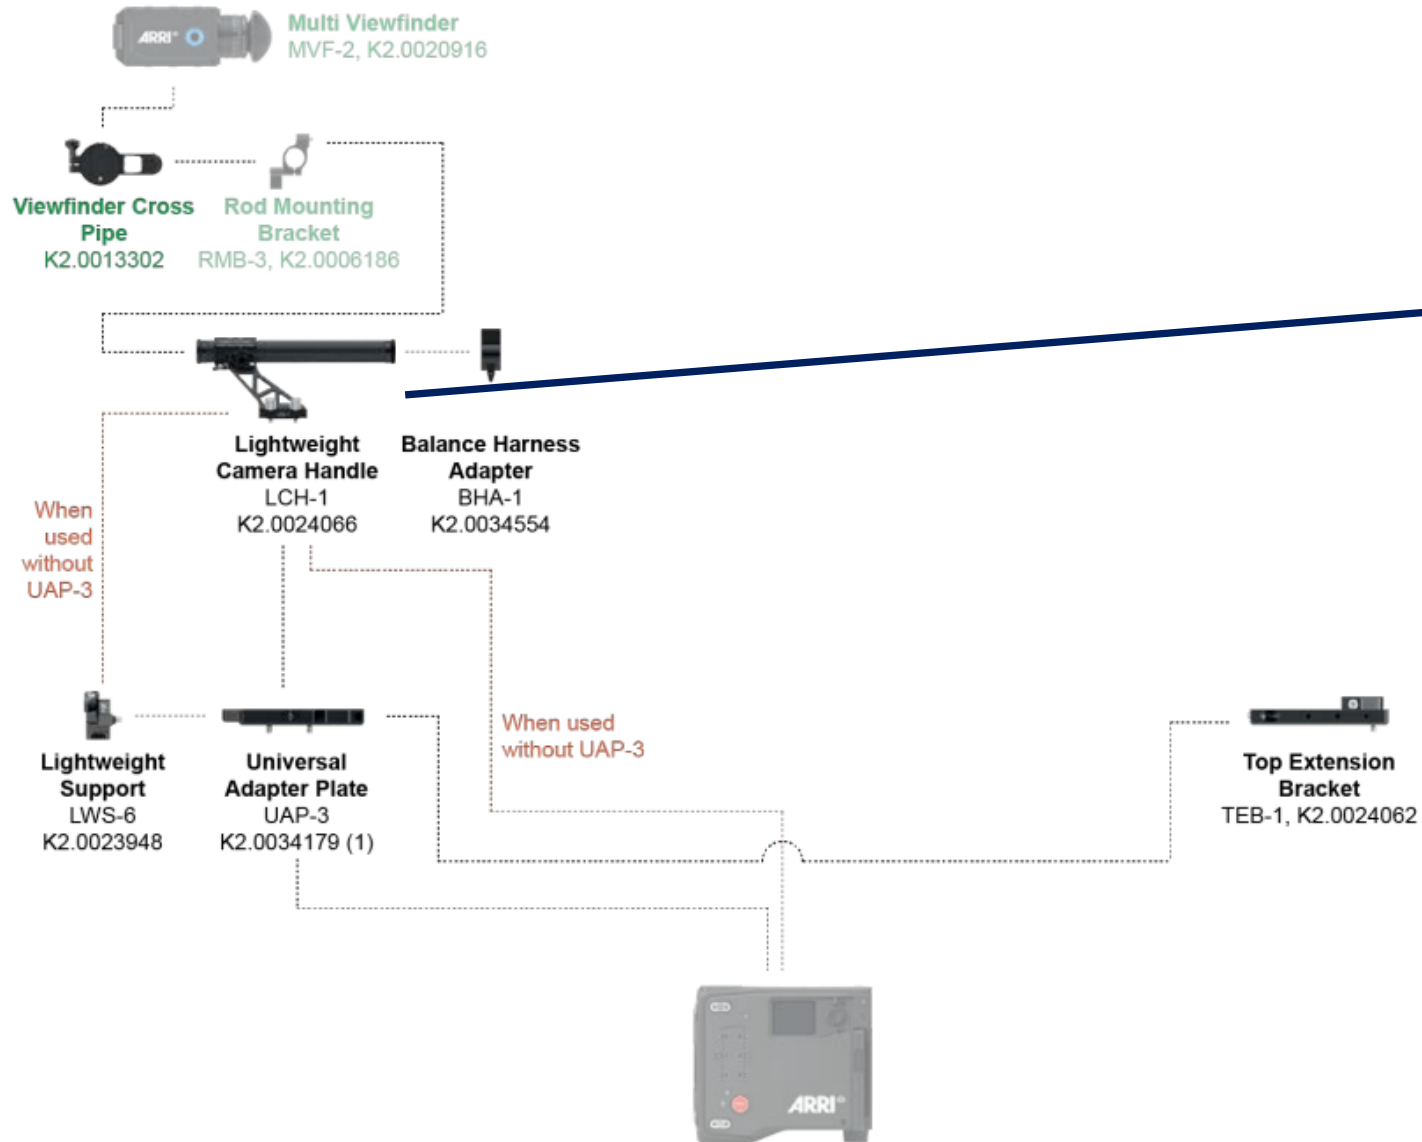 ARRI
Multi Viewfinder
MVF-2, K2.0020916
Viewfinder Cross
Pipe
K2.0013302
Rod Mounting
Bracket
RMB-3, K2.0006186
Lightweight
Camera Handle
LCH-1
K2.0024066
Balance Harness
Adapter
BHA-1
K2.0034554
When
used
without
UAP-3
When used
without UAP-3
Lightweight
Support
LWS-6
K2.0023948
Universal
Adapter Plate
UAP-3
K2.0034179 (1)
Top Extension
Bracket
TEB-1, K2.0024062
ARRI